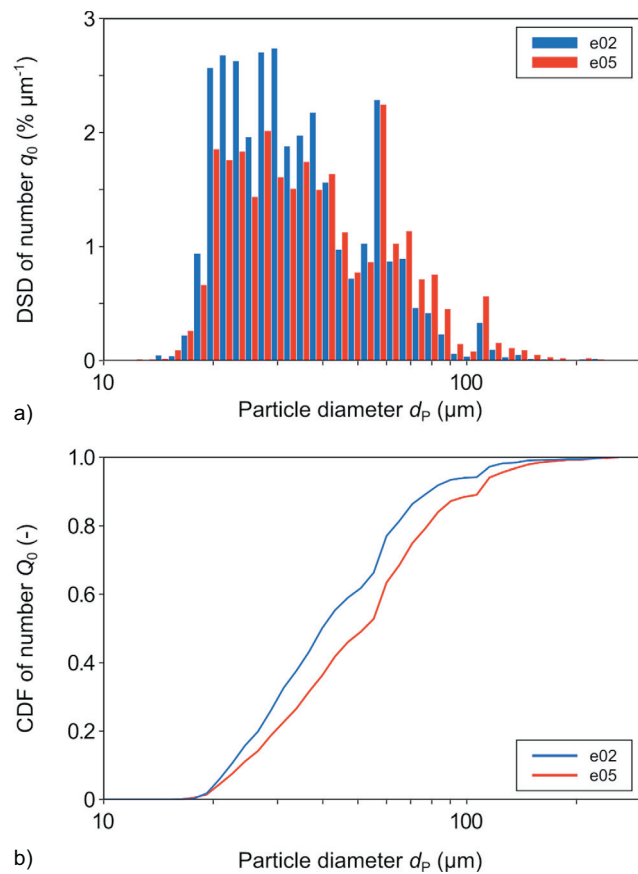 3
e02
e05
2
1
0
10
100
DSD of number q₀ (% μm⁻¹)
Particle diameter dₚ (μm)
a)
1.0
0.8
0.6
0.4
0.2
0
10
100
CDF of number Q₀ (-)
e02
e05
Particle diameter dₚ (μm)
b)